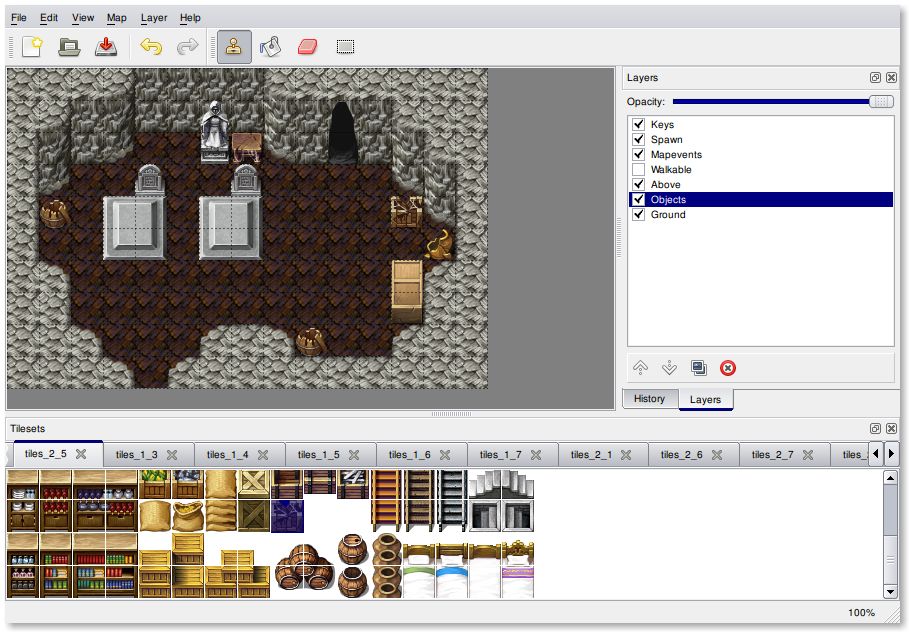 File Edit View Map Layer Help
Layers
Opacity:
Keys
Spawn
Mapevents
Walkable
Above
Objects
Ground
History Layers
Tilesets
tiles_2_5 tiles_1_3 tiles_1_4 tiles_1_5 tiles_1_6 tiles_1_7 tiles_2_1 tiles_2_6 tiles_2_7 tiles_
100%